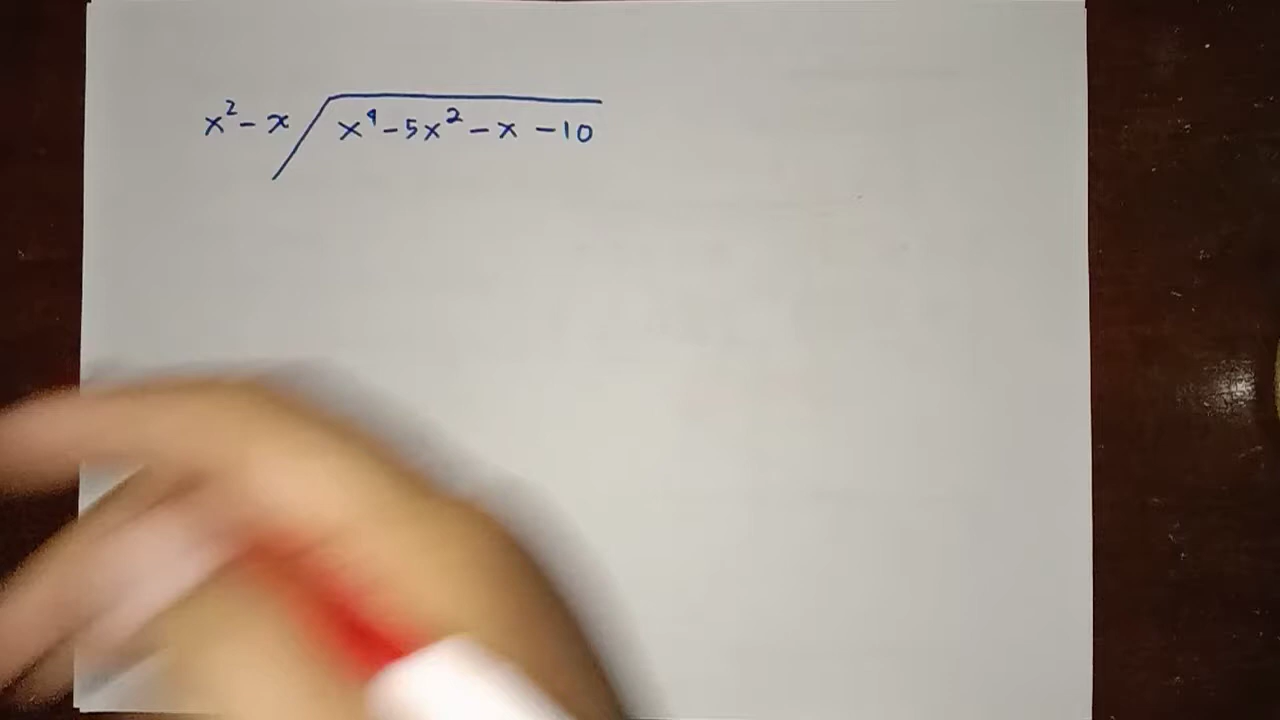 x² - x / x⁴ - 5x² - x - 10